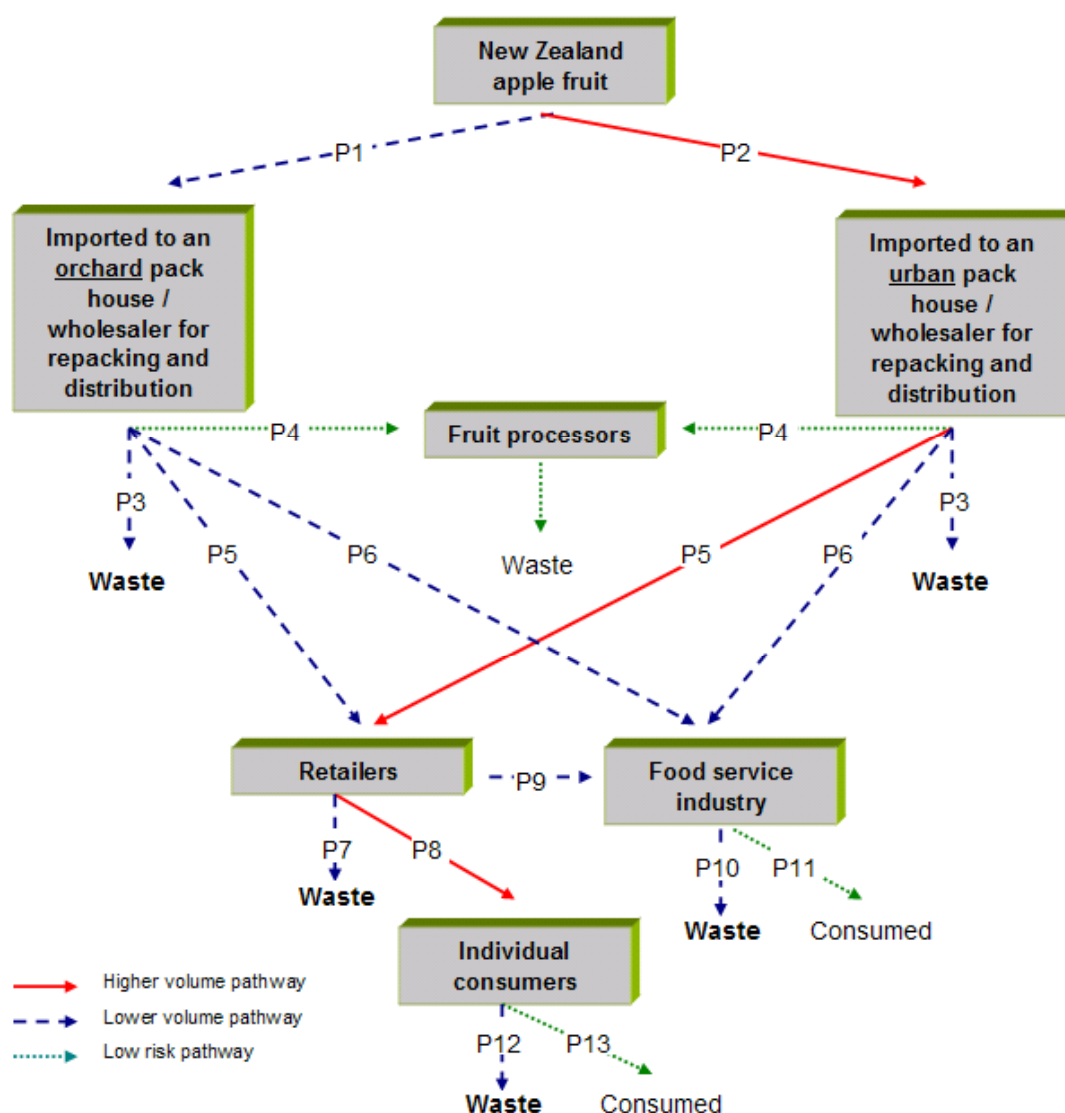 New Zealand
apple fruit
P1
P2
Imported to an
orchard pack
house /
wholesaler for
repacking and
distribution
Imported to an
urban pack
house /
wholesaler for
repacking and
distribution
P4
Fruit processors
P4
P3
P5
P6
Waste
P5
P6
P3
Waste
Waste
Retailers
P9
Food service
industry
P7
P8
P10
P11
Waste
Waste
Consumed
Individual
consumers
Higher volume pathway
Lower volume pathway
Low risk pathway
P12
P13
Waste
Consumed